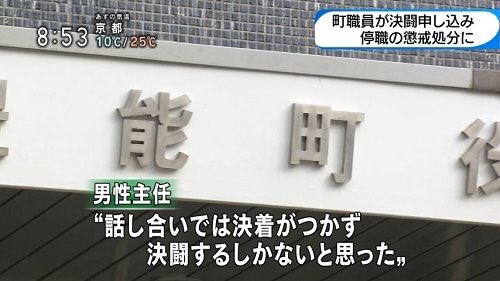 あすの気温
8:53 京都
10℃/25℃
町職員が決闘申し込み
停職の懲戒処分に
能町役
男性主任
“話し合いでは決着がつかず
決闘するしかないと思った„